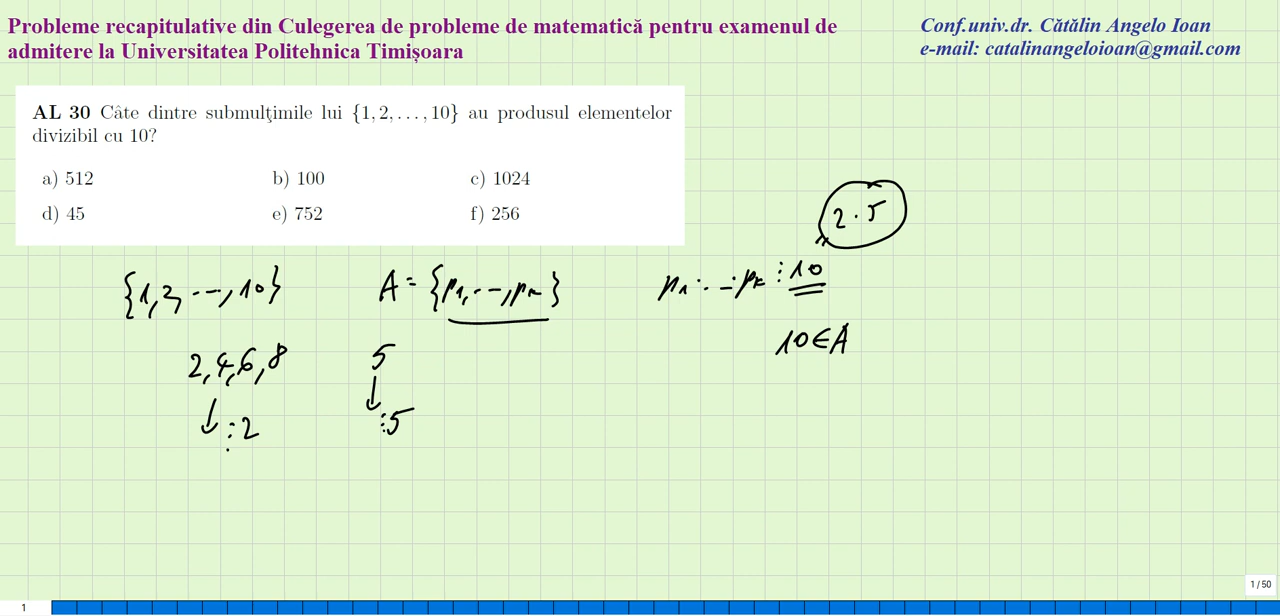 Probleme recapitulative din Culegerea de probleme de matematică pentru examenul de
admitere la Universitatea Politehnica Timișoara
Conf.univ.dr. Cătălin Angelo Ioan
e-mail: catalinangeloioan@gmail.com
AL 30 Câte dintre submulţimile lui {1, 2, . . . , 10} au produsul elementelor
divizibil cu 10?
a) 512 b) 100 c) 1024
d) 45 e) 752 f) 256
2·5
{1,2, --, 10} A = {p1, --, pk} p1 · -- · pk ⋮ 10
10∈A
2,4,6,8 5
↓ ⋮2 ↓ ⋮5
1 / 50
1